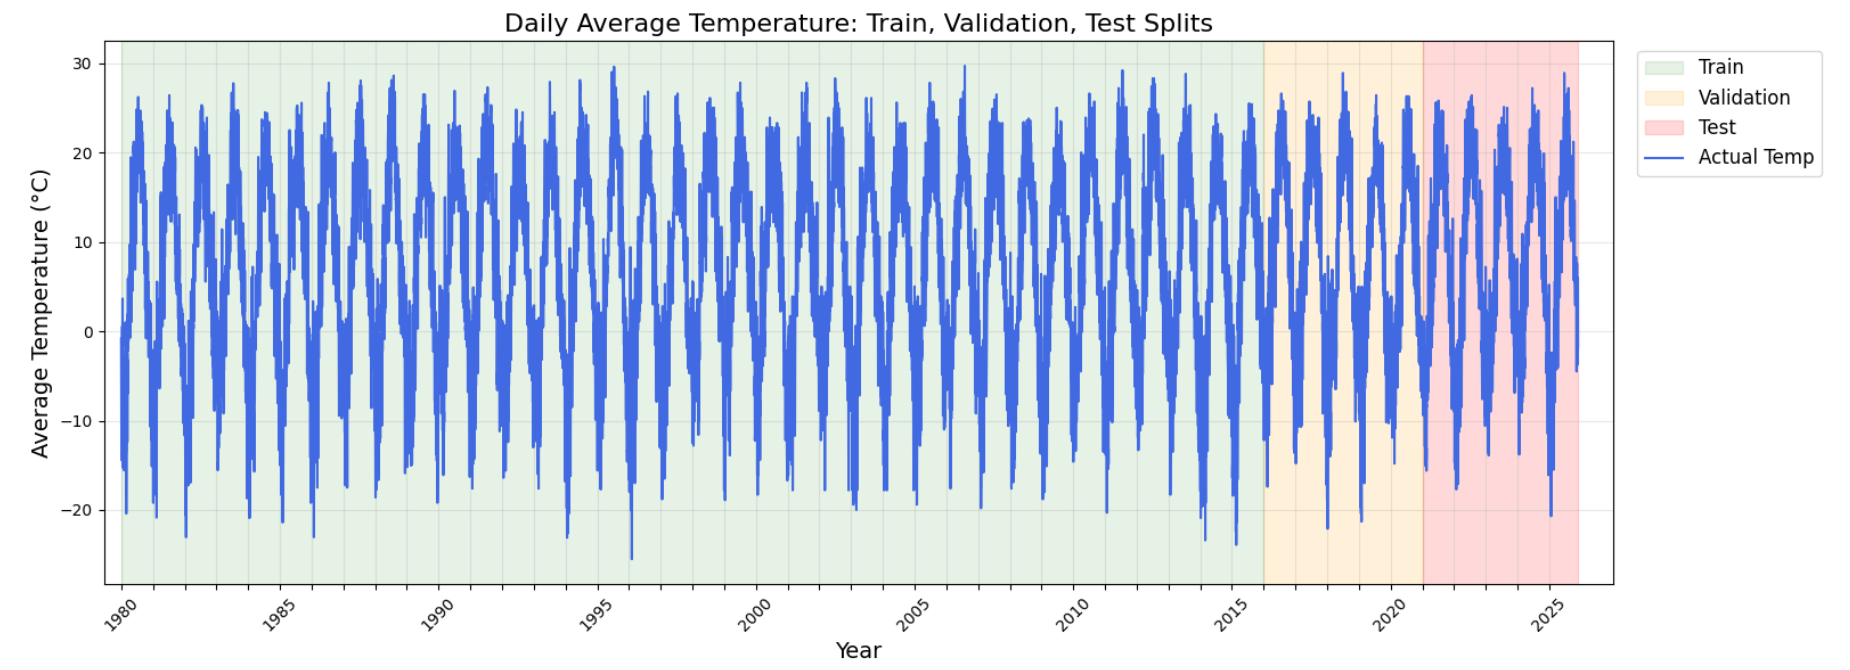 Daily Average Temperature: Train, Validation, Test Splits
30
20
10
0
−10
−20
Average Temperature (°C)
1980
1985
1990
1995
2000
2005
2010
2015
2020
2025
Year
Train
Validation
Test
Actual Temp